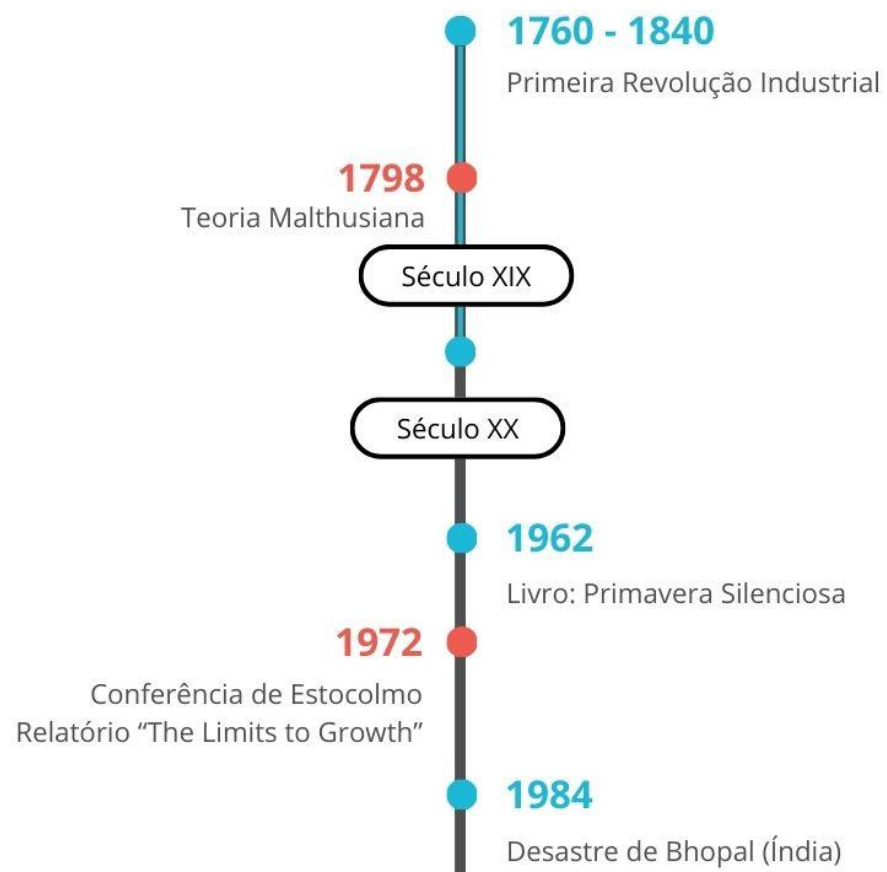 1760 - 1840
Primeira Revolução Industrial
1798
Teoria Malthusiana
Século XIX
Século XX
1962
Livro: Primavera Silenciosa
1972
Conferência de Estocolmo
Relatório “The Limits to Growth”
1984
Desastre de Bhopal (Índia)